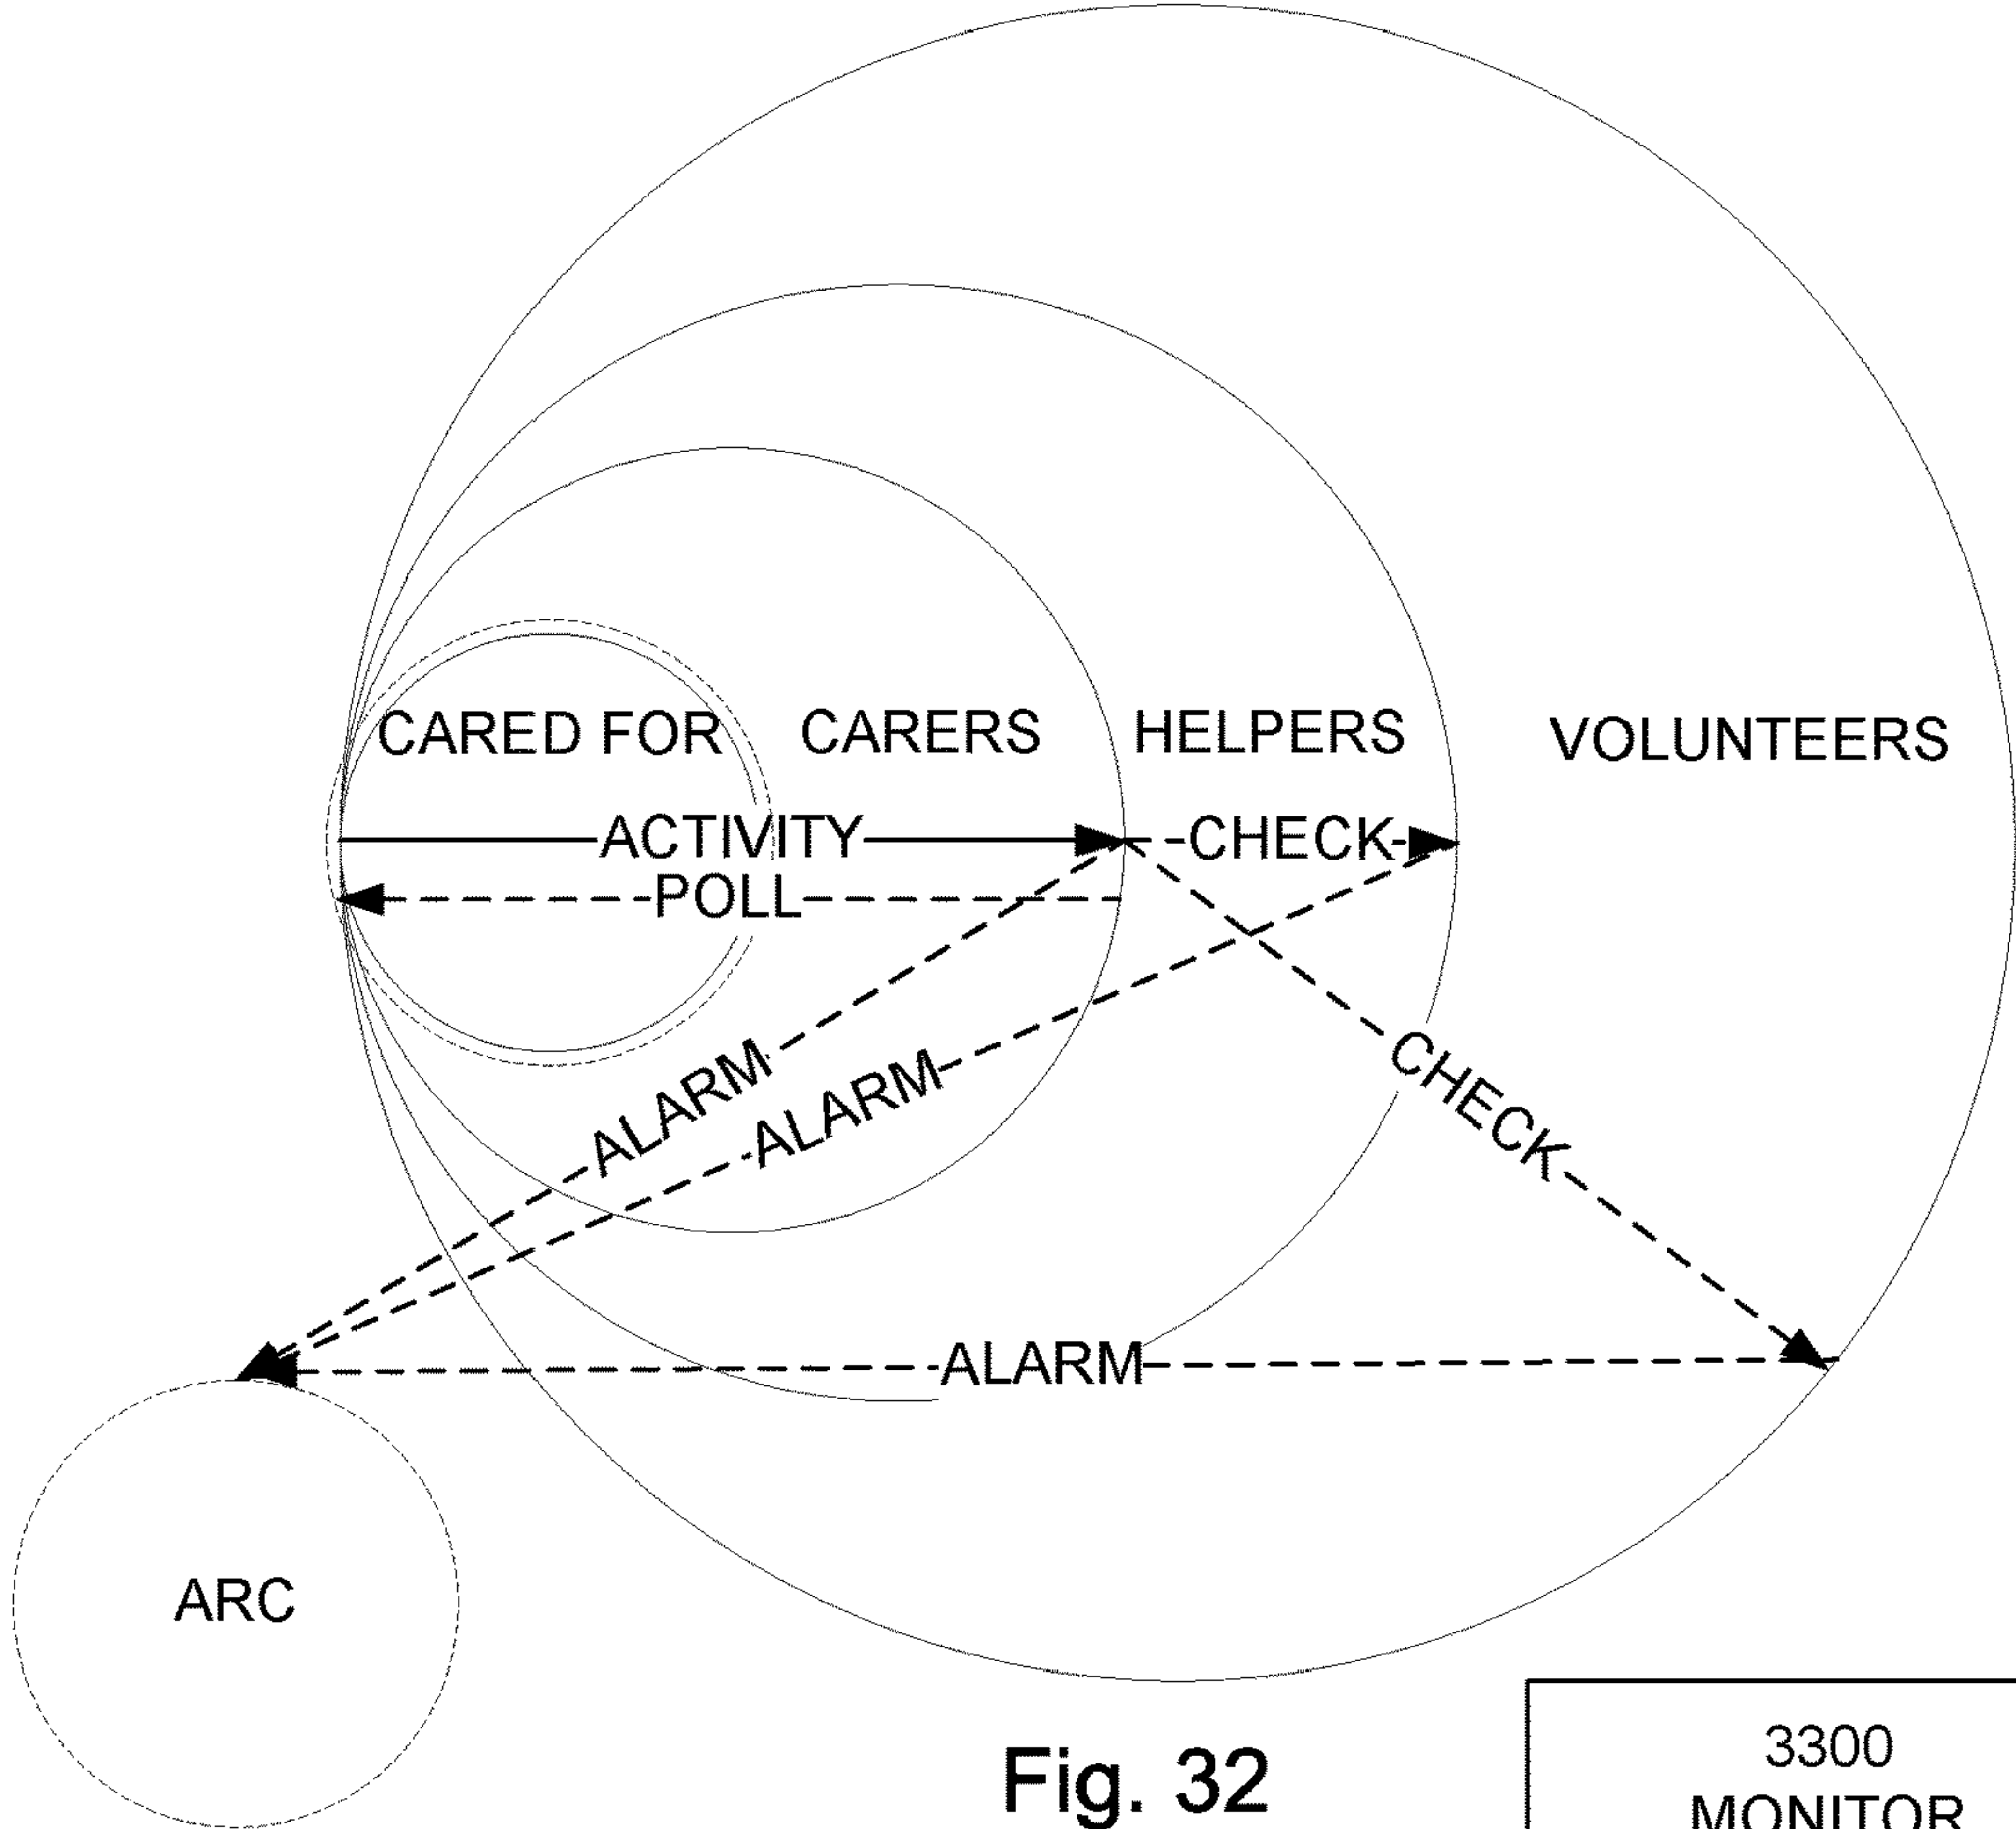 CARED FOR
CARERS
HELPERS
VOLUNTEERS
ACTIVITY
CHECK
POLL
ALARM
ALARM
CHECK
ALARM
ARC
Fig. 32
3300
MONITOR